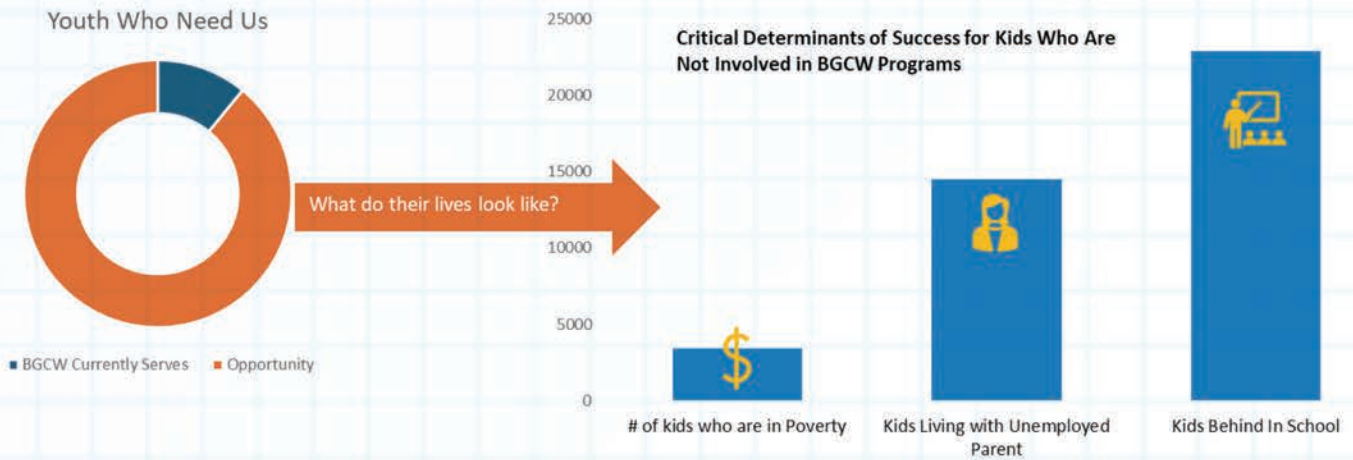 Youth Who Need Us
BGCW Currently Serves
Opportunity
What do their lives look like?
Critical Determinants of Success for Kids Who Are
Not Involved in BGCW Programs
25000
20000
15000
10000
5000
0
$
# of kids who are in Poverty
Kids Living with Unemployed
Parent
Kids Behind In School